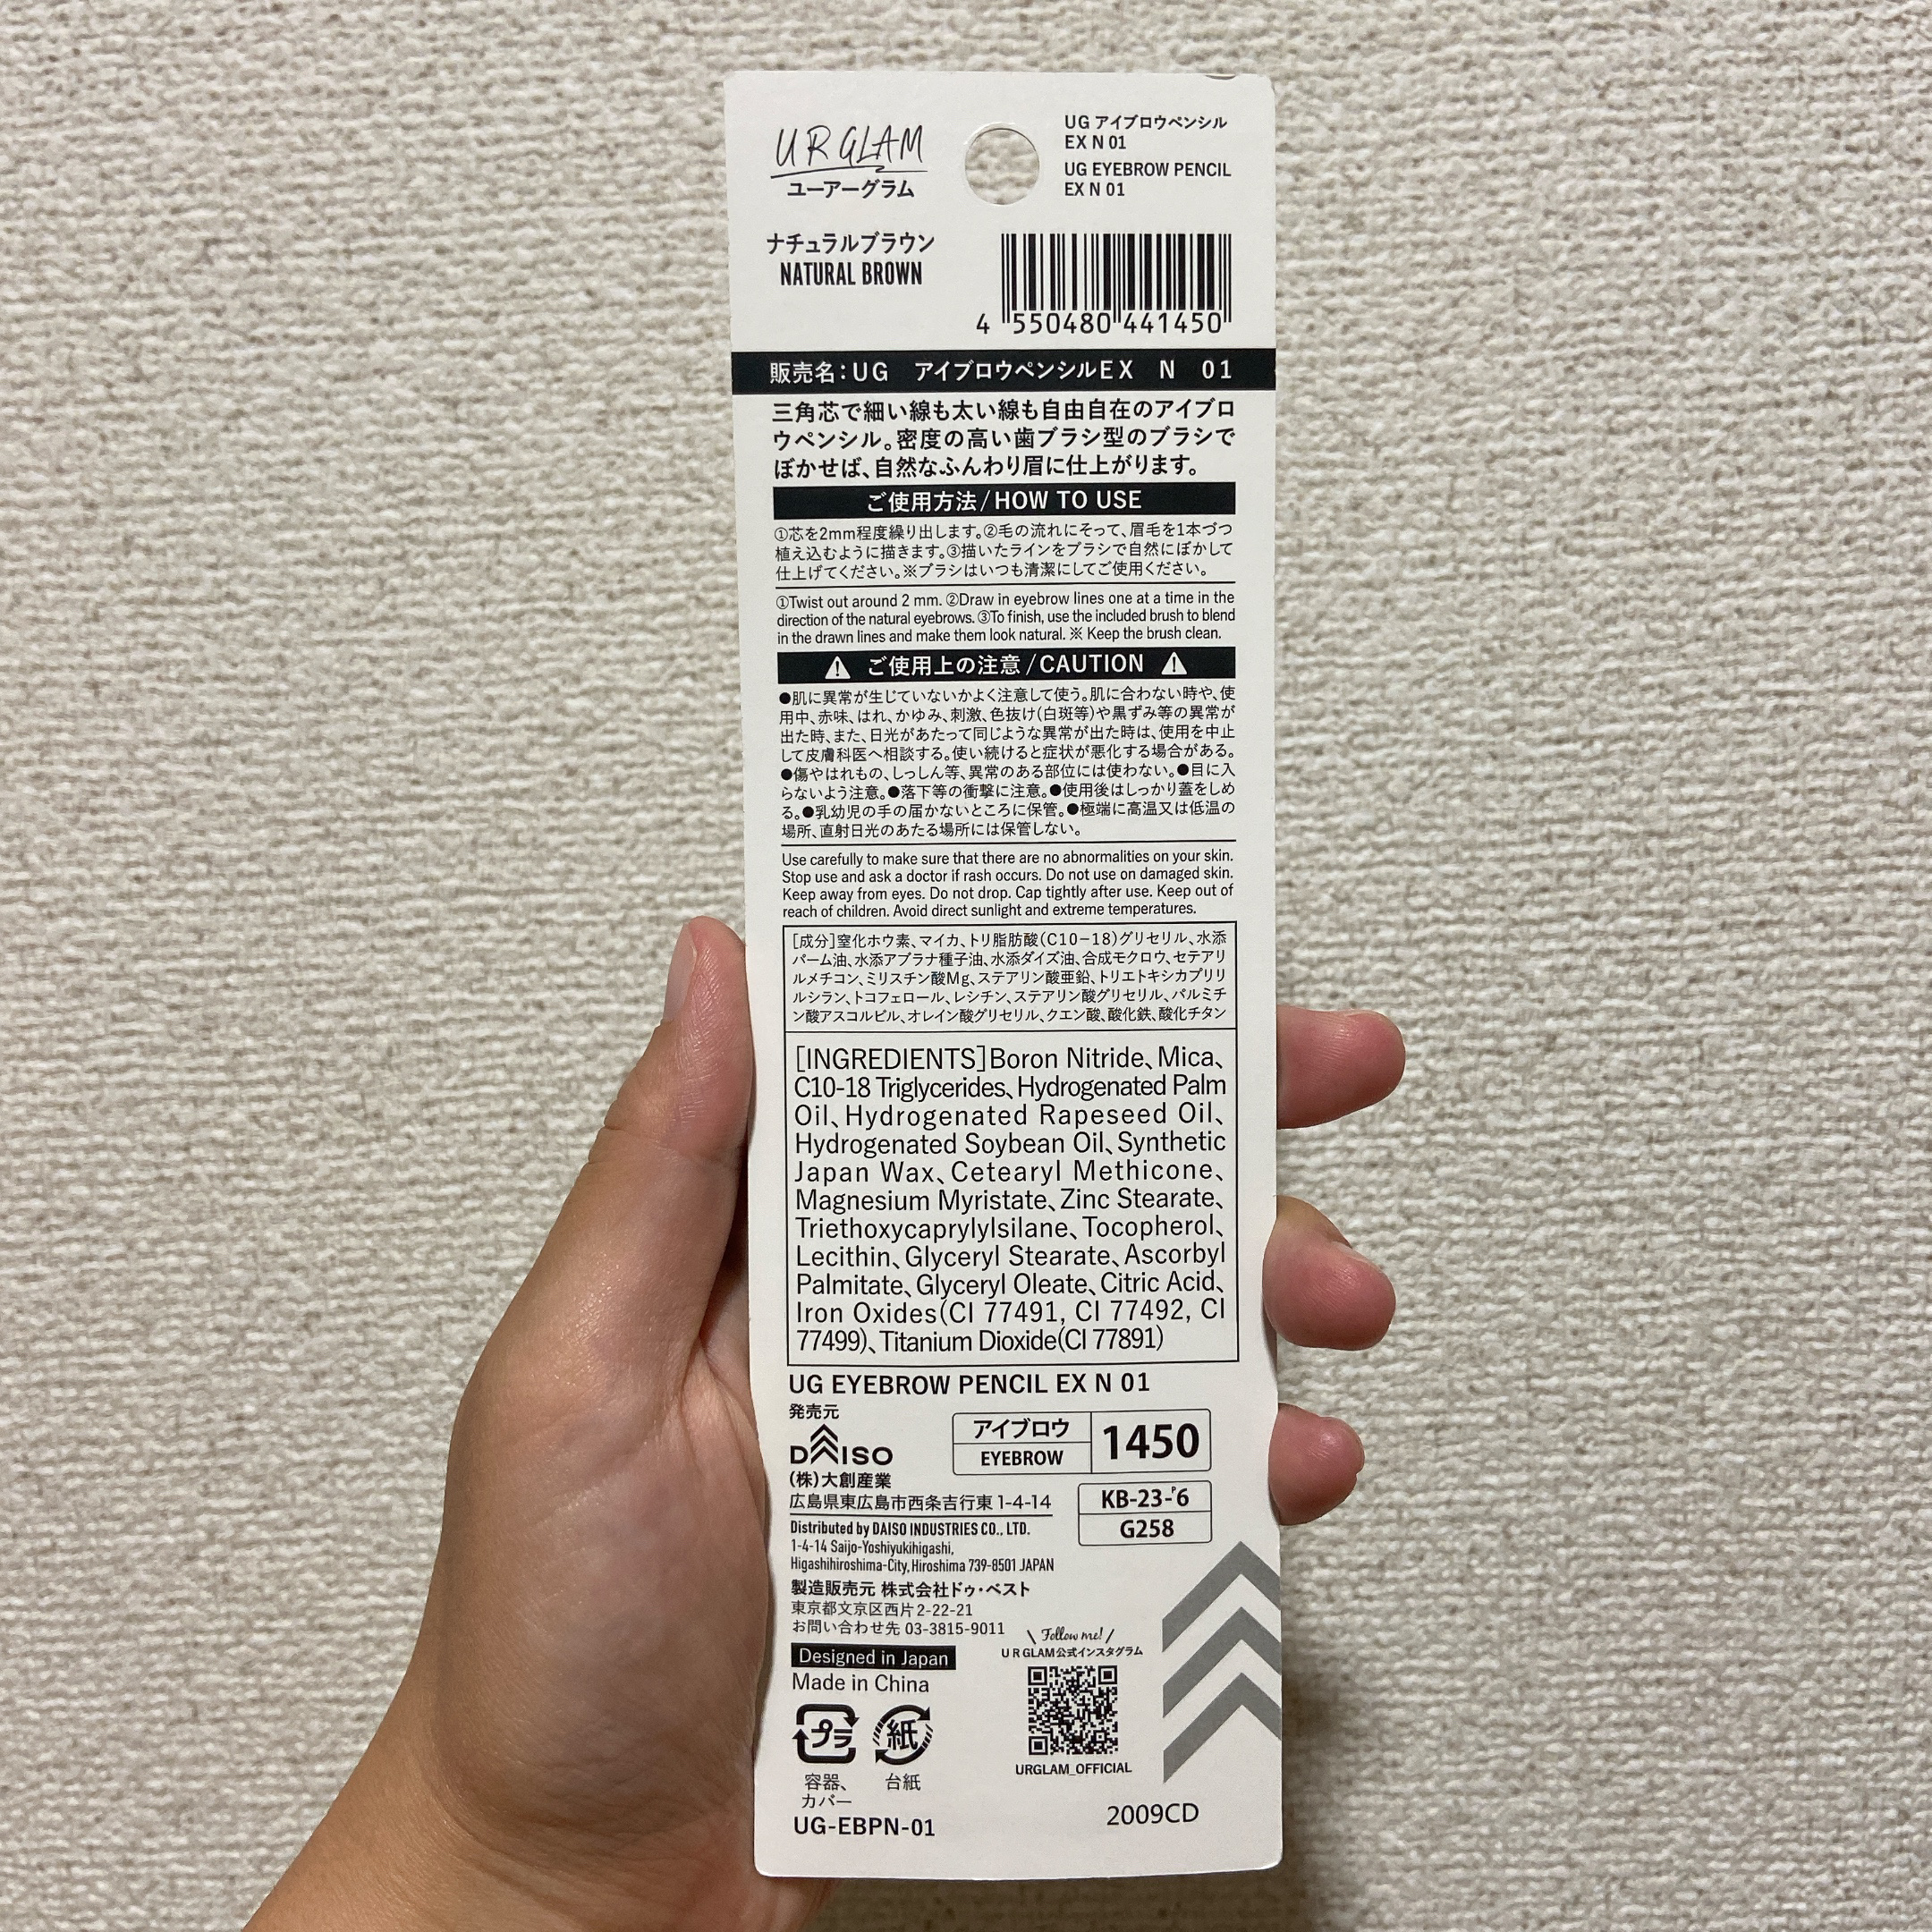 UR GLAM
ユーアーグラム
UG アイブロウペンシル
EX N 01
UG EYEBROW PENCIL
EX N 01
ナチュラルブラウン
NATURAL BROWN
4 550480 441450
販売名:UG アイブロウペンシルEX N 01
三角芯で細い線も太い線も自由自在のアイブロ
ウペンシル。密度の高い歯ブラシ型のブラシで
ぼかせば、自然なふんわり眉に仕上がります。
ご使用方法/HOW TO USE
①芯を2mm程度繰り出します。②毛の流れにそって、眉毛を1本づつ
植え込むように描きます。③描いたラインをブラシで自然にぼかして
仕上げてください。※ブラシはいつも清潔にしてご使用ください。
①Twist out around 2 mm. ②Draw in eyebrow lines one at a time in the
direction of the natural eyebrows. ③To finish, use the included brush to blend
in the drawn lines and make them look natural. ※ Keep the brush clean.
ご使用上の注意/CAUTION
●肌に異常が生じていないかよく注意して使う。肌に合わない時や、使
用中、赤味、はれ、かゆみ、刺激、色抜け(白斑等)や黒ずみ等の異常が
出た時、また、日光があたって同じような異常が出た時は、使用を中止
して皮膚科医へ相談する。使い続けると症状が悪化する場合がある。
●傷やはれもの、しっしん等、異常のある部位には使わない。●目に入
らないよう注意。●落下等の衝撃に注意。●使用後はしっかり蓋をしめ
る。●乳幼児の手の届かないところに保管。●極端に高温又は低温の
場所、直射日光のあたる場所には保管しない。
Use carefully to make sure that there are no abnormalities on your skin.
Stop use and ask a doctor if rash occurs. Do not use on damaged skin.
Keep away from eyes. Do not drop. Cap tightly after use. Keep out of
reach of children. Avoid direct sunlight and extreme temperatures.
[成分]窒化ホウ素、マイカ、トリ脂肪酸(C10-18)グリセリル、水添
パーム油、水添アブラナ種子油、水添ダイズ油、合成モクロウ、セテアリ
ルメチコン、ミリスチン酸Mg、ステアリン酸亜鉛、トリエトキシカプリリ
ルシラン、トコフェロール、レシチン、ステアリン酸グリセリル、パルミチ
ン酸アスコルビル、オレイン酸グリセリル、クエン酸、酸化鉄、酸化チタン
[INGREDIENTS]Boron Nitride、Mica、
C10-18 Triglycerides、Hydrogenated Palm
Oil、Hydrogenated Rapeseed Oil、
Hydrogenated Soybean Oil、Synthetic
Japan Wax、Cetearyl Methicone、
Magnesium Myristate、Zinc Stearate、
Triethoxycaprylylsilane、Tocopherol、
Lecithin、Glyceryl Stearate、Ascorbyl
Palmitate、Glyceryl Oleate、Citric Acid、
Iron Oxides(CI 77491, CI 77492, CI
77499)、Titanium Dioxide(CI 77891)
UG EYEBROW PENCIL EX N 01
発売元
DAISO
(株)大創産業
広島県東広島市西条吉行東 1-4-14
アイブロウ
EYEBROW
1450
KB-23-P6
G258
Distributed by DAISO INDUSTRIES CO., LTD.
1-4-14 Saijo-Yoshiyukihigashi,
Higashihiroshima-City, Hiroshima 739-8501 JAPAN
製造販売元 株式会社ドゥ・ベスト
東京都文京区西片2-22-21
お問い合わせ先 03-3815-9011
Designed in Japan
Made in China
プラ
容器、
カバー
紙
台紙
UG-EBPN-01
\ Follow me! /
U R GLAM公式インスタグラム
URGLAM_OFFICIAL
2009CD